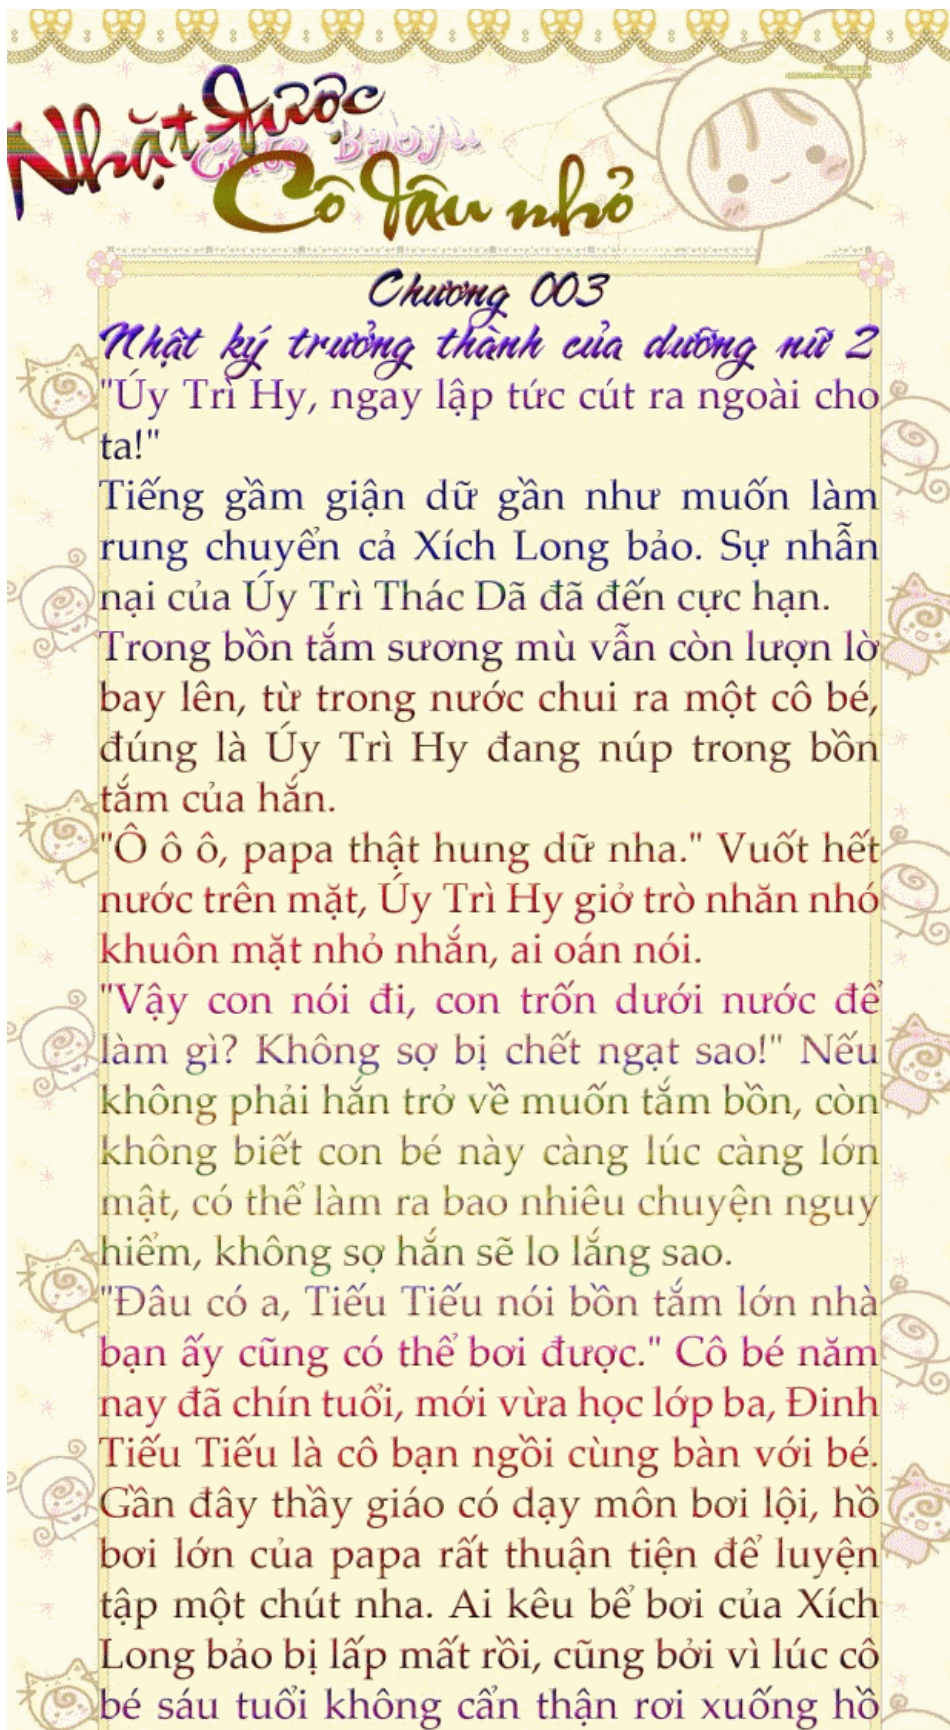 Nhặt được
Cute Baby!!
Cô dâu nhỏ
Chương 003
Nhật ký trưởng thành của dưỡng nữ 2
"Úy Trì Hy, ngay lập tức cút ra ngoài cho
ta!"
Tiếng gầm giận dữ gần như muốn làm
rung chuyển cả Xích Long bảo. Sự nhẫn
nại của Úy Trì Thác Dã đã đến cực hạn.
Trong bồn tắm sương mù vẫn còn lượn lờ
bay lên, từ trong nước chui ra một cô bé,
đúng là Úy Trì Hy đang núp trong bồn
tắm của hắn.
"Ô ô ô, papa thật hung dữ nha." Vuốt hết
nước trên mặt, Úy Trì Hy giở trò nhăn nhó
khuôn mặt nhỏ nhắn, ai oán nói.
"Vậy con nói đi, con trốn dưới nước để
làm gì? Không sợ bị chết ngạt sao!" Nếu
không phải hắn trở về muốn tắm bồn, còn
không biết con bé này càng lúc càng lớn
mật, có thể làm ra bao nhiêu chuyện nguy
hiểm, không sợ hắn sẽ lo lắng sao.
"Đâu có a, Tiếu Tiếu nói bồn tắm lớn nhà
bạn ấy cũng có thể bơi được." Cô bé năm
nay đã chín tuổi, mới vừa học lớp ba, Đinh
Tiếu Tiếu là cô bạn ngồi cùng bàn với bé.
Gần đây thầy giáo có dạy môn bơi lội, hồ
bơi lớn của papa rất thuận tiện để luyện
tập một chút nha. Ai kêu bể bơi của Xích
Long bảo bị lấp mất rồi, cũng bởi vì lúc cô
bé sáu tuổi không cẩn thận rơi xuống hồ